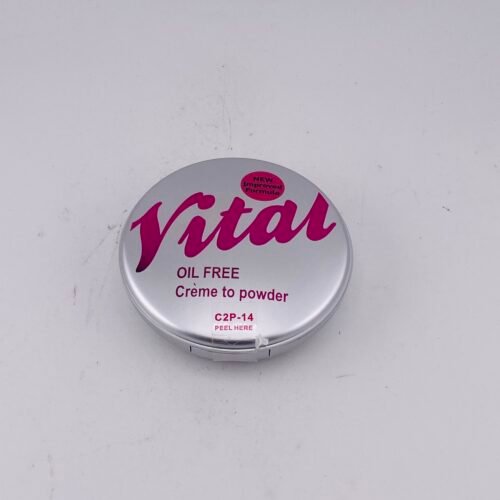 NEW
Improved
Formula
Vital
OIL FREE
Crème to powder
C2P-14
PEEL HERE